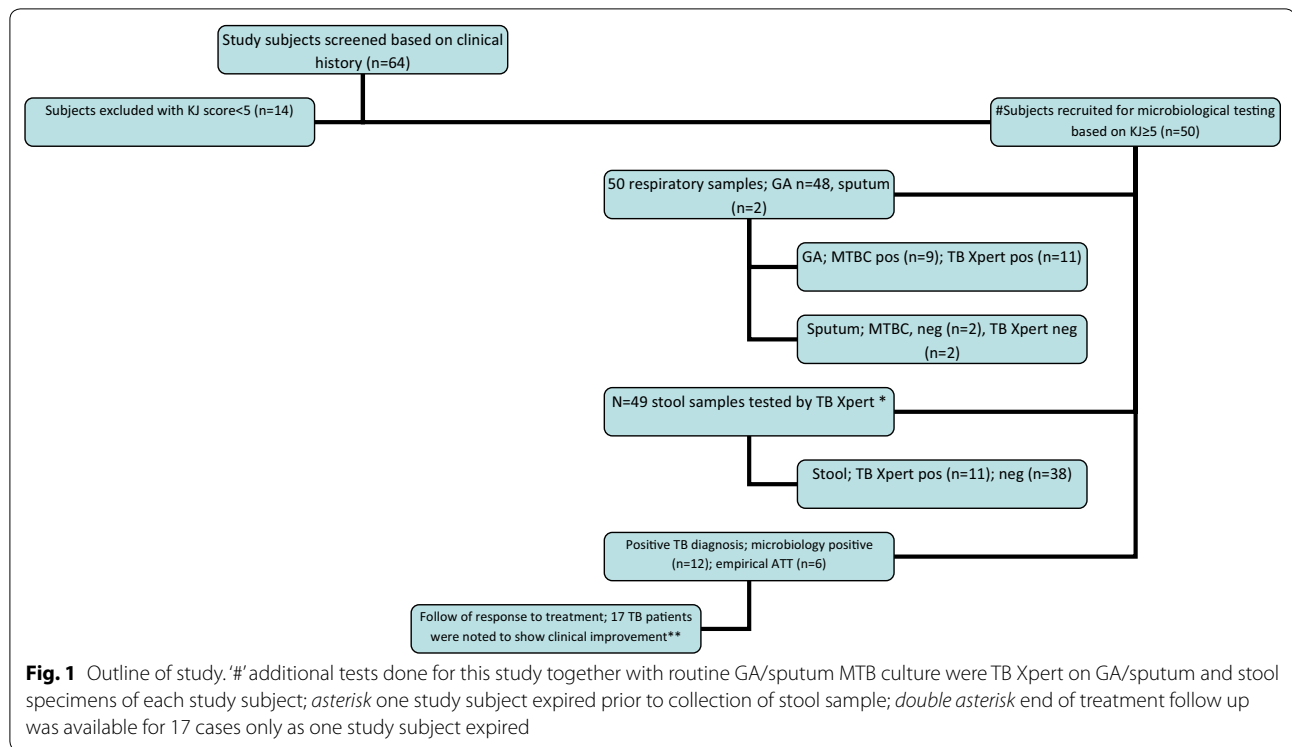 Study subjects screened based on clinical
history (n=64)
Subjects excluded with KJ score<5 (n=14)
#Subjects recruited for microbiological testing
based on KJ≥5 (n=50)
50 respiratory samples; GA n=48, sputum
(n=2)
GA; MTBC pos (n=9); TB Xpert pos (n=11)
Sputum; MTBC, neg (n=2), TB Xpert neg
(n=2)
N=49 stool samples tested by TB Xpert *
Stool; TB Xpert pos (n=11); neg (n=38)
Positive TB diagnosis; microbiology positive
(n=12); empirical ATT (n=6)
Follow of response to treatment; 17 TB patients
were noted to show clinical improvement**
Fig. 1 Outline of study. '#' additional tests done for this study together with routine GA/sputum MTB culture were TB Xpert on GA/sputum and stool
specimens of each study subject; asterisk one study subject expired prior to collection of stool sample; double asterisk end of treatment follow up
was available for 17 cases only as one study subject expired